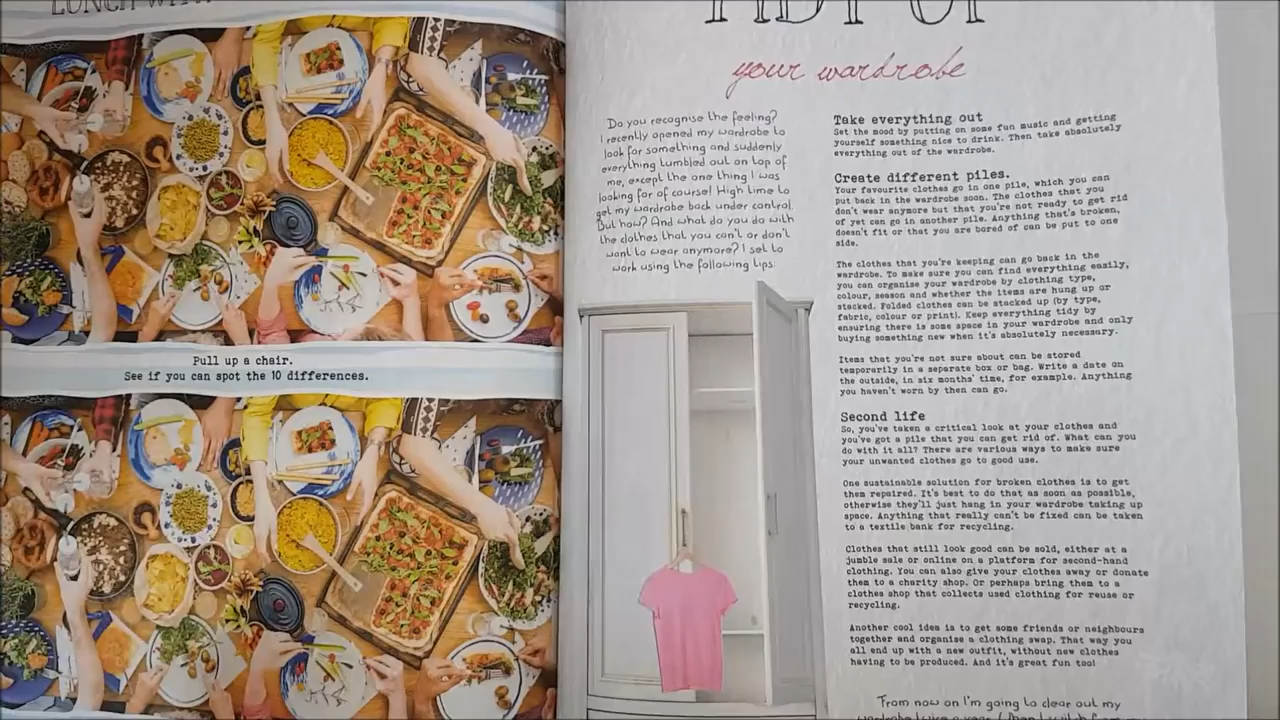 LUNCH WITH
Pull up a chair.
See if you can spot the 10 differences.
TIDY UP
your wardrobe
Do you recognise the feeling?
I recently opened my wardrobe to
look for something and suddenly
everything tumbled out on top of
me, except the one thing I was
looking for of course! High time to
get my wardrobe back under control.
But how? And what do you do with
the clothes that you can't or don't
want to wear anymore? I set to
work using the following tips.
Take everything out
Set the mood by putting on some fun music and getting
yourself something nice to drink. Then take absolutely
everything out of the wardrobe.
Create different piles.
Your favourite clothes go in one pile, which you can
put back in the wardrobe soon. The clothes that you
don't wear anymore but that you're not ready to get rid
of yet can go in another pile. Anything that's broken,
doesn't fit or that you are bored of can be put to one
side.
The clothes that you're keeping can go back in the
wardrobe. To make sure you can find everything easily,
you can organise your wardrobe by clothing type,
colour, season and whether the items are hung up or
stacked. Folded clothes can be stacked up (by type,
fabric, colour or print). Keep everything tidy by
ensuring there is some space in your wardrobe and only
buying something new when it's absolutely necessary.
Items that you're not sure about can be stored
temporarily in a separate box or bag. Write a date on
the outside, in six months' time, for example. Anything
you haven't worn by then can go.
Second life
So, you've taken a critical look at your clothes and
you've got a pile that you can get rid of. What can you
do with it all? There are various ways to make sure
your unwanted clothes go to good use.
One sustainable solution for broken clothes is to get
them repaired. It's best to do that as soon as possible,
otherwise they'll just hang in your wardrobe taking up
space. Anything that really can't be fixed can be taken
to a textile bank for recycling.
Clothes that still look good can be sold, either at a
jumble sale or online on a platform for second-hand
clothing. You can also give your clothes away or donate
them to a charity shop. Or perhaps bring them to a
clothes shop that collects used clothing for reuse or
recycling.
Another cool idea is to get some friends or neighbours
together and organise a clothing swap. That way you
all end up with a new outfit, without new clothes
having to be produced. And it's great fun too!
From now on I'm going to clear out my
wardrobe twice a year